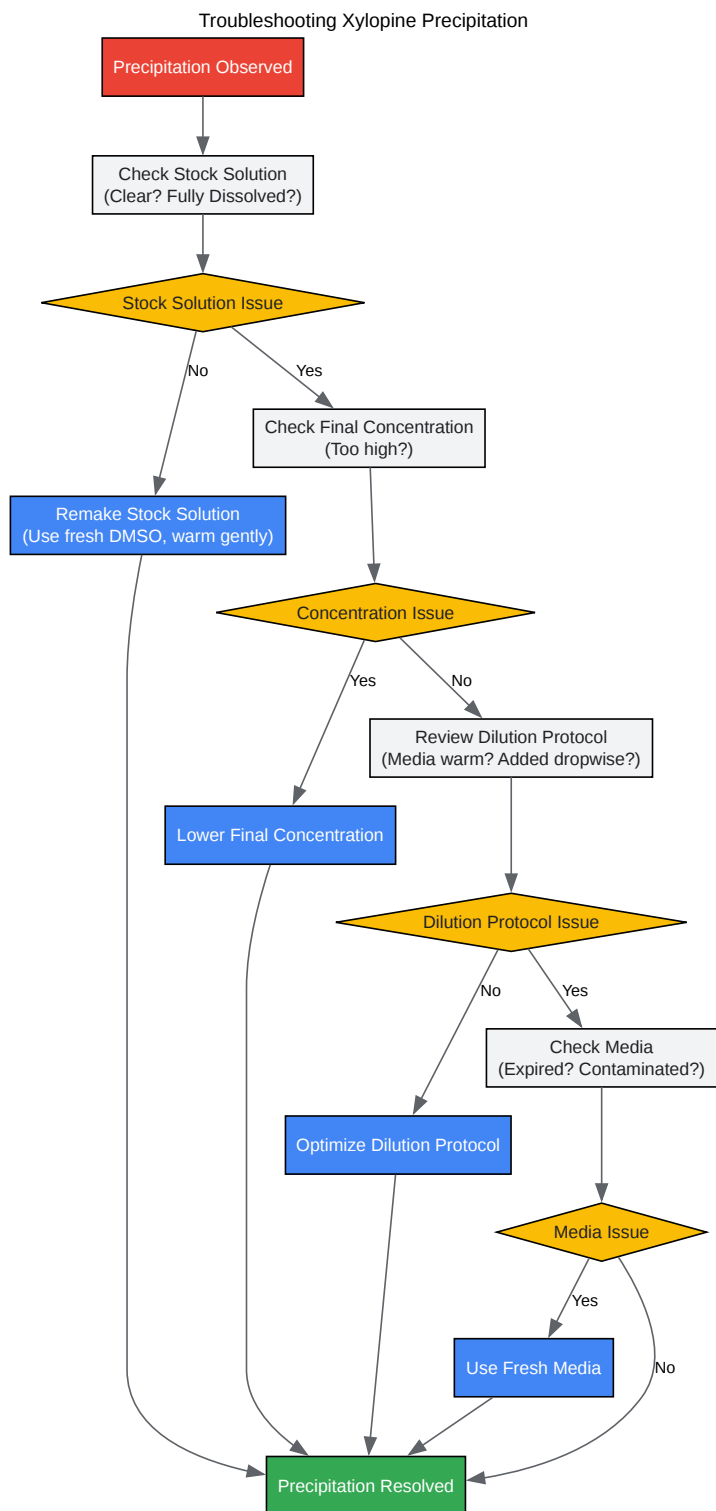 Troubleshooting Xylopine Precipitation
Precipitation Observed
Check Stock Solution
(Clear? Fully Dissolved?)
Stock Solution Issue
No
Yes
Check Final Concentration
(Too high?)
Remake Stock Solution
(Use fresh DMSO, warm gently)
Concentration Issue
Yes
No
Review Dilution Protocol
(Media warm? Added dropwise?)
Lower Final Concentration
Dilution Protocol Issue
No
Yes
Check Media
(Expired? Contaminated?)
Optimize Dilution Protocol
Media Issue
Yes
Use Fresh Media
No
Precipitation Resolved